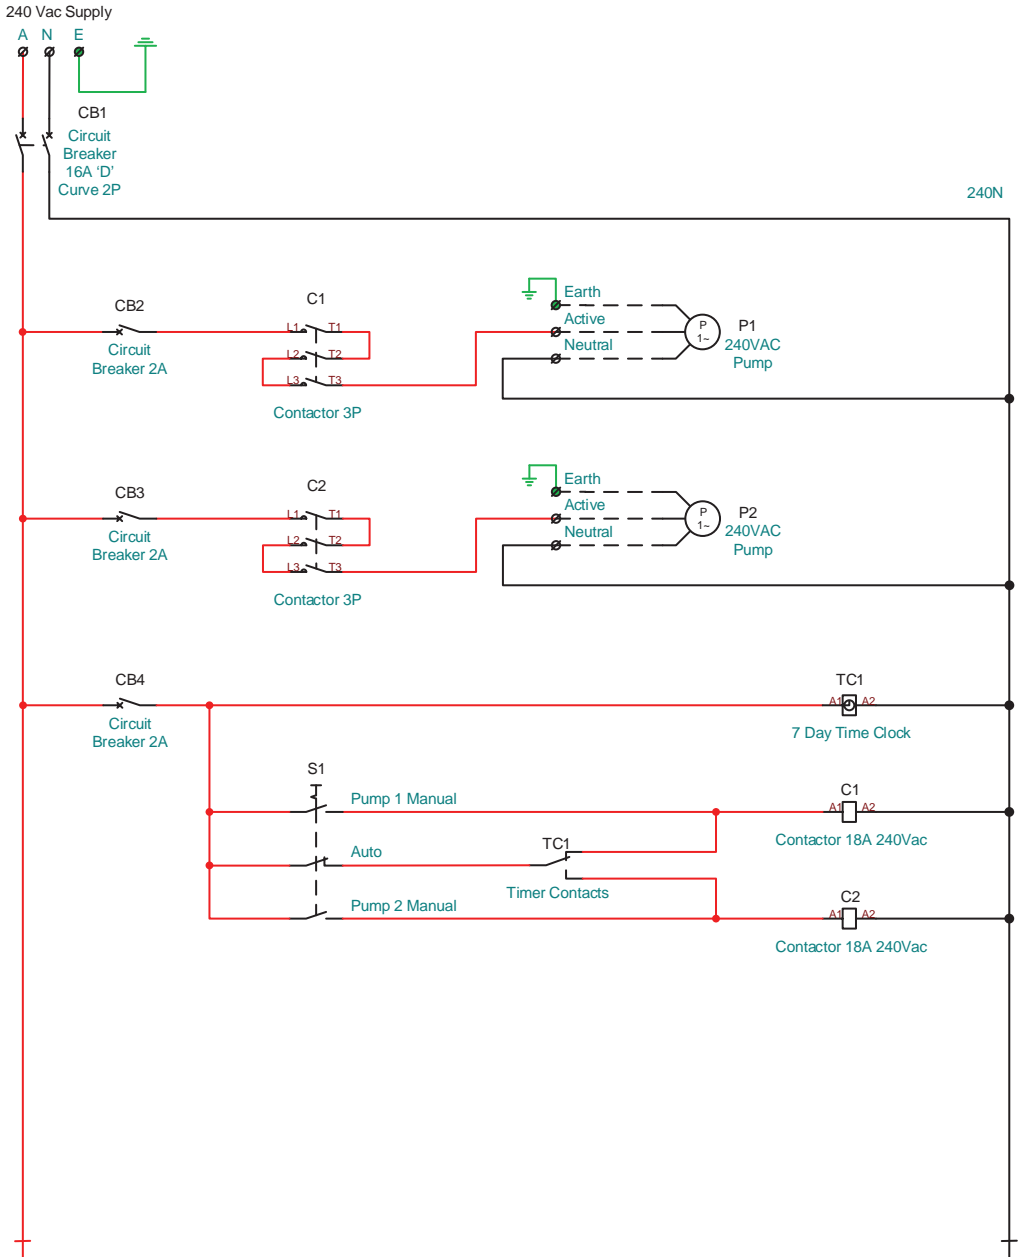 240 Vac Supply
A N E
CB1
Circuit
Breaker
16A ‘D’
Curve 2P
240N
CB2
Circuit
Breaker 2A
C1
L1 T1
L2 T2
L3 T3
Contactor 3P
Earth
Active
Neutral
P
1~
P1
240VAC
Pump
CB3
Circuit
Breaker 2A
C2
L1 T1
L2 T2
L3 T3
Contactor 3P
Earth
Active
Neutral
P
1~
P2
240VAC
Pump
CB4
Circuit
Breaker 2A
TC1
A1 A2
7 Day Time Clock
S1
Pump 1 Manual
C1
A1 A2
Contactor 18A 240Vac
Auto
TC1
Timer Contacts
Pump 2 Manual
C2
A1 A2
Contactor 18A 240Vac